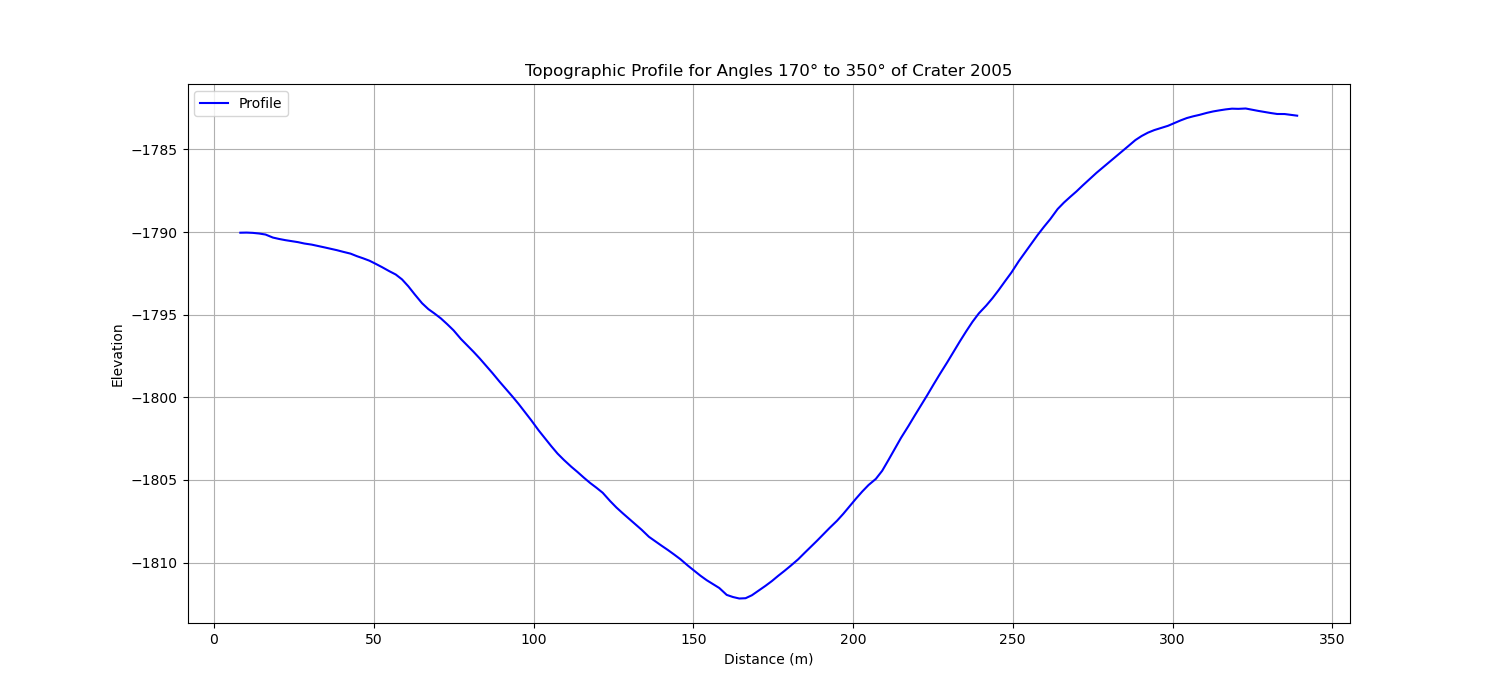 Topographic Profile for Angles 170° to 350° of Crater 2005
Profile
−1785
−1790
−1795
−1800
−1805
−1810
Elevation
0 50 100 150 200 250 300 350
Distance (m)